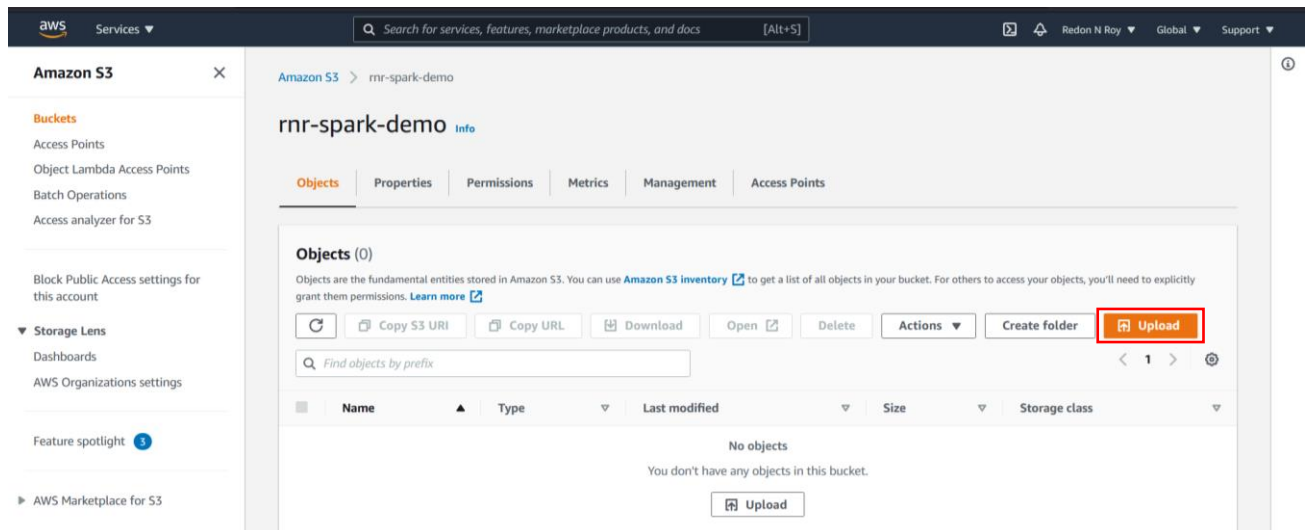 aws
Services ▼
Search for services, features, marketplace products, and docs [Alt+S]
Redon N Roy ▼
Global ▼
Support ▼
Amazon S3
Buckets
Access Points
Object Lambda Access Points
Batch Operations
Access analyzer for S3
Block Public Access settings for
this account
▼ Storage Lens
Dashboards
AWS Organizations settings
Feature spotlight 3
▶ AWS Marketplace for S3
Amazon S3 > rnr-spark-demo
rnr-spark-demo Info
Objects Properties Permissions Metrics Management Access Points
Objects (0)
Objects are the fundamental entities stored in Amazon S3. You can use Amazon S3 inventory to get a list of all objects in your bucket. For others to access your objects, you'll need to explicitly
grant them permissions. Learn more
Copy S3 URI Copy URL Download Open Delete Actions ▼ Create folder Upload
Find objects by prefix
< 1 >
Name ▲ Type Last modified Size Storage class
No objects
You don't have any objects in this bucket.
Upload